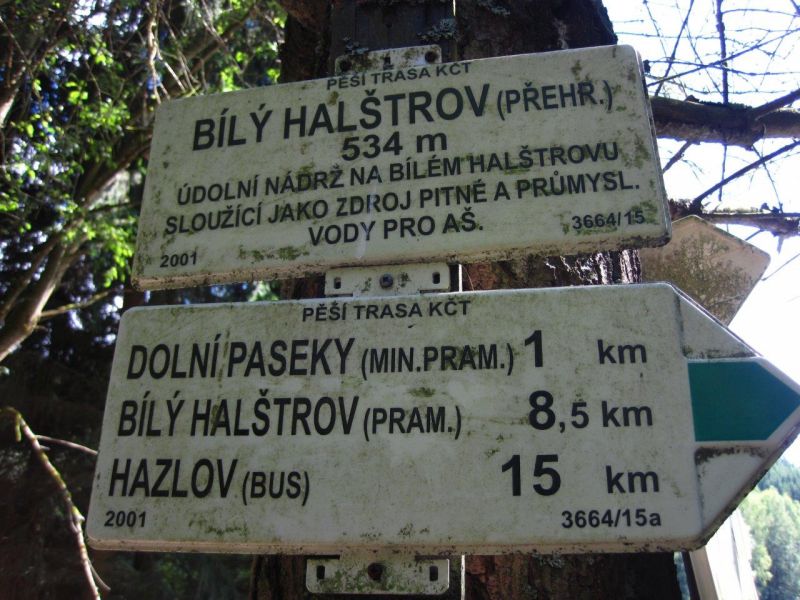 PĚŠÍ TRASA KČT
BÍLÝ HALŠTROV (PŘEHR.)
534 m
ÚDOLNÍ NÁDRŽ NA BÍLÉM HALŠTROVU
SLOUŽÍCÍ JAKO ZDROJ PITNÉ A PRŮMYSL.
VODY PRO AŠ.
2001 3664/15
PĚŠÍ TRASA KČT
DOLNÍ PASEKY (MIN.PRAM.) 1 km
BÍLÝ HALŠTROV (PRAM.) 8,5 km
HAZLOV (BUS) 15 km
2001 3664/15a